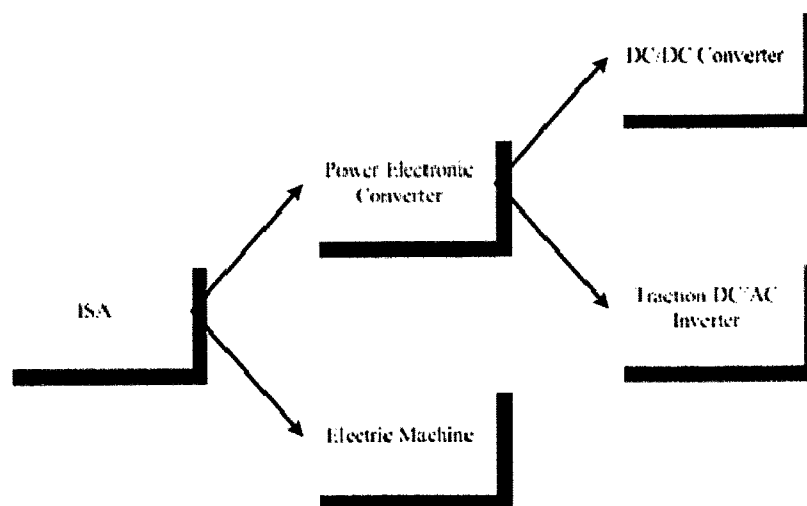 DC/DC Converter
Power Electronic
Converter
ISA
Traction DC/AC
Inverter
Electric Machine